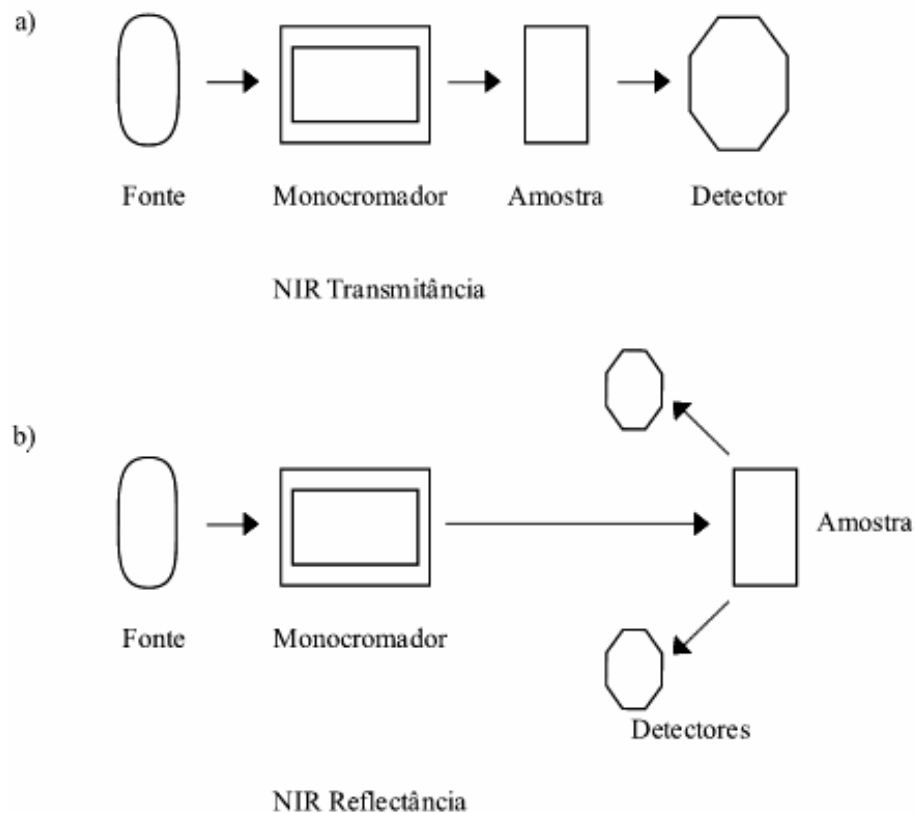 a)
Fonte Monocromador Amostra Detector
NIR Transmitância
b)
Amostra
Fonte Monocromador
Detectores
NIR Reflectância